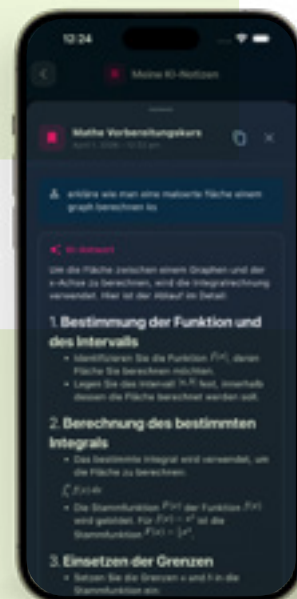 12:24
Meine KI-Notizen
Mathe Vorbereitungskurs
erkläre wie man eine
Fläche einem
graph berechnen
KI-Antwort
Um die Fläche zwischen einem Graphen und der
x-Achse zu berechnen, wird die Integralrechnung
verwendet. Hier ist der Ablauf im Detail:
1. Bestimmung der Funktion und
des Intervalls
• Identifizieren Sie die Funktion f(x), deren
Fläche Sie berechnen möchten.
• Legen Sie das Intervall [a, b] fest, innerhalb
dessen die Fläche berechnet werden soll.
2. Berechnung des bestimmten
Integrals
• Das bestimmte Integral wird verwendet, um
die Fläche zu berechnen:
• Die Stammfunktion F(x) der Funktion f(x)
wird gebildet. Für f(x) = x² ist die
Stammfunktion
3. Einsetzen der Grenzen
• Setzen Sie die Grenzen a und b in die
Stammfunktion ein: